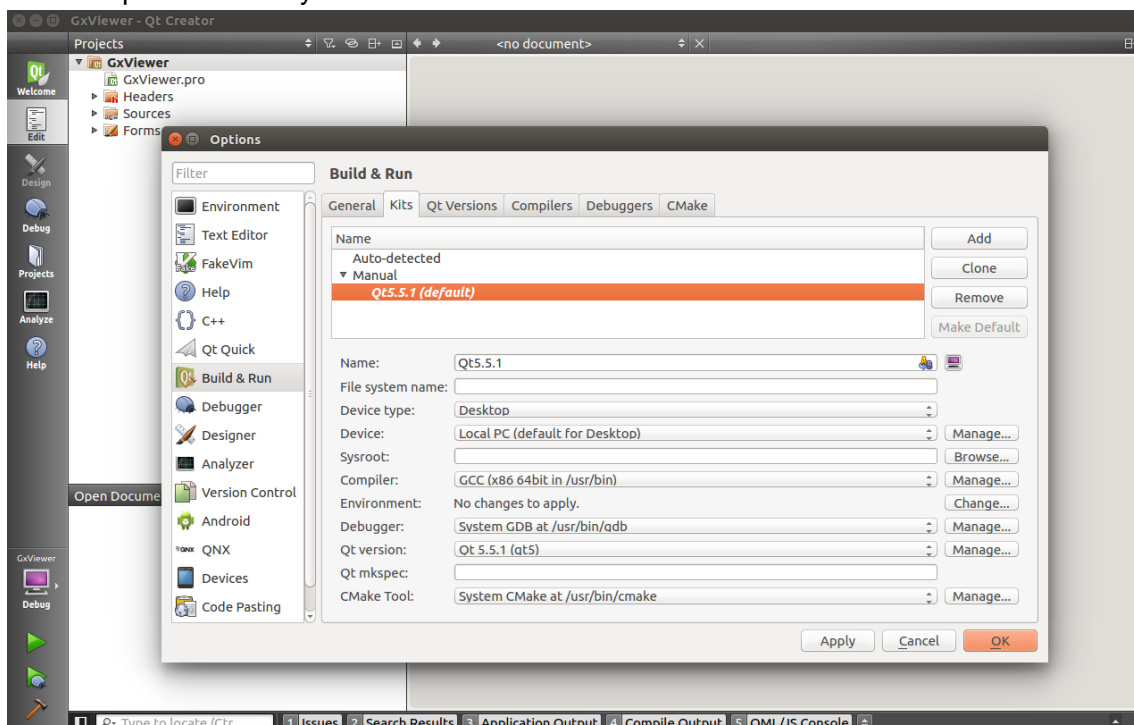 GxViewer - Qt Creator
Projects
<no document>
Welcome
Edit
Design
Debug
Projects
Analyze
Help
GxViewer
Debug
GxViewer
GxViewer.pro
Headers
Sources
Forms
Open Docume
Options
Filter
Environment
Text Editor
FakeVim
Help
C++
Qt Quick
Build & Run
Debugger
Designer
Analyzer
Version Control
Android
QNX
Devices
Code Pasting
Build & Run
General Kits Qt Versions Compilers Debuggers CMake
Name
Auto-detected
Manual
Qt5.5.1 (default)
Add
Clone
Remove
Make Default
Name: Qt5.5.1
File system name:
Device type: Desktop
Device: Local PC (default for Desktop) Manage...
Sysroot: Browse...
Compiler: GCC (x86 64bit in /usr/bin) Manage...
Environment: No changes to apply. Change...
Debugger: System GDB at /usr/bin/gdb Manage...
Qt version: Qt 5.5.1 (qt5) Manage...
Qt mkspec:
CMake Tool: System CMake at /usr/bin/cmake Manage...
Apply Cancel OK
Type to locate (Ctr 1 Issues 2 Search Results 3 Application Output 4 Compile Output 5 QML/JS Console